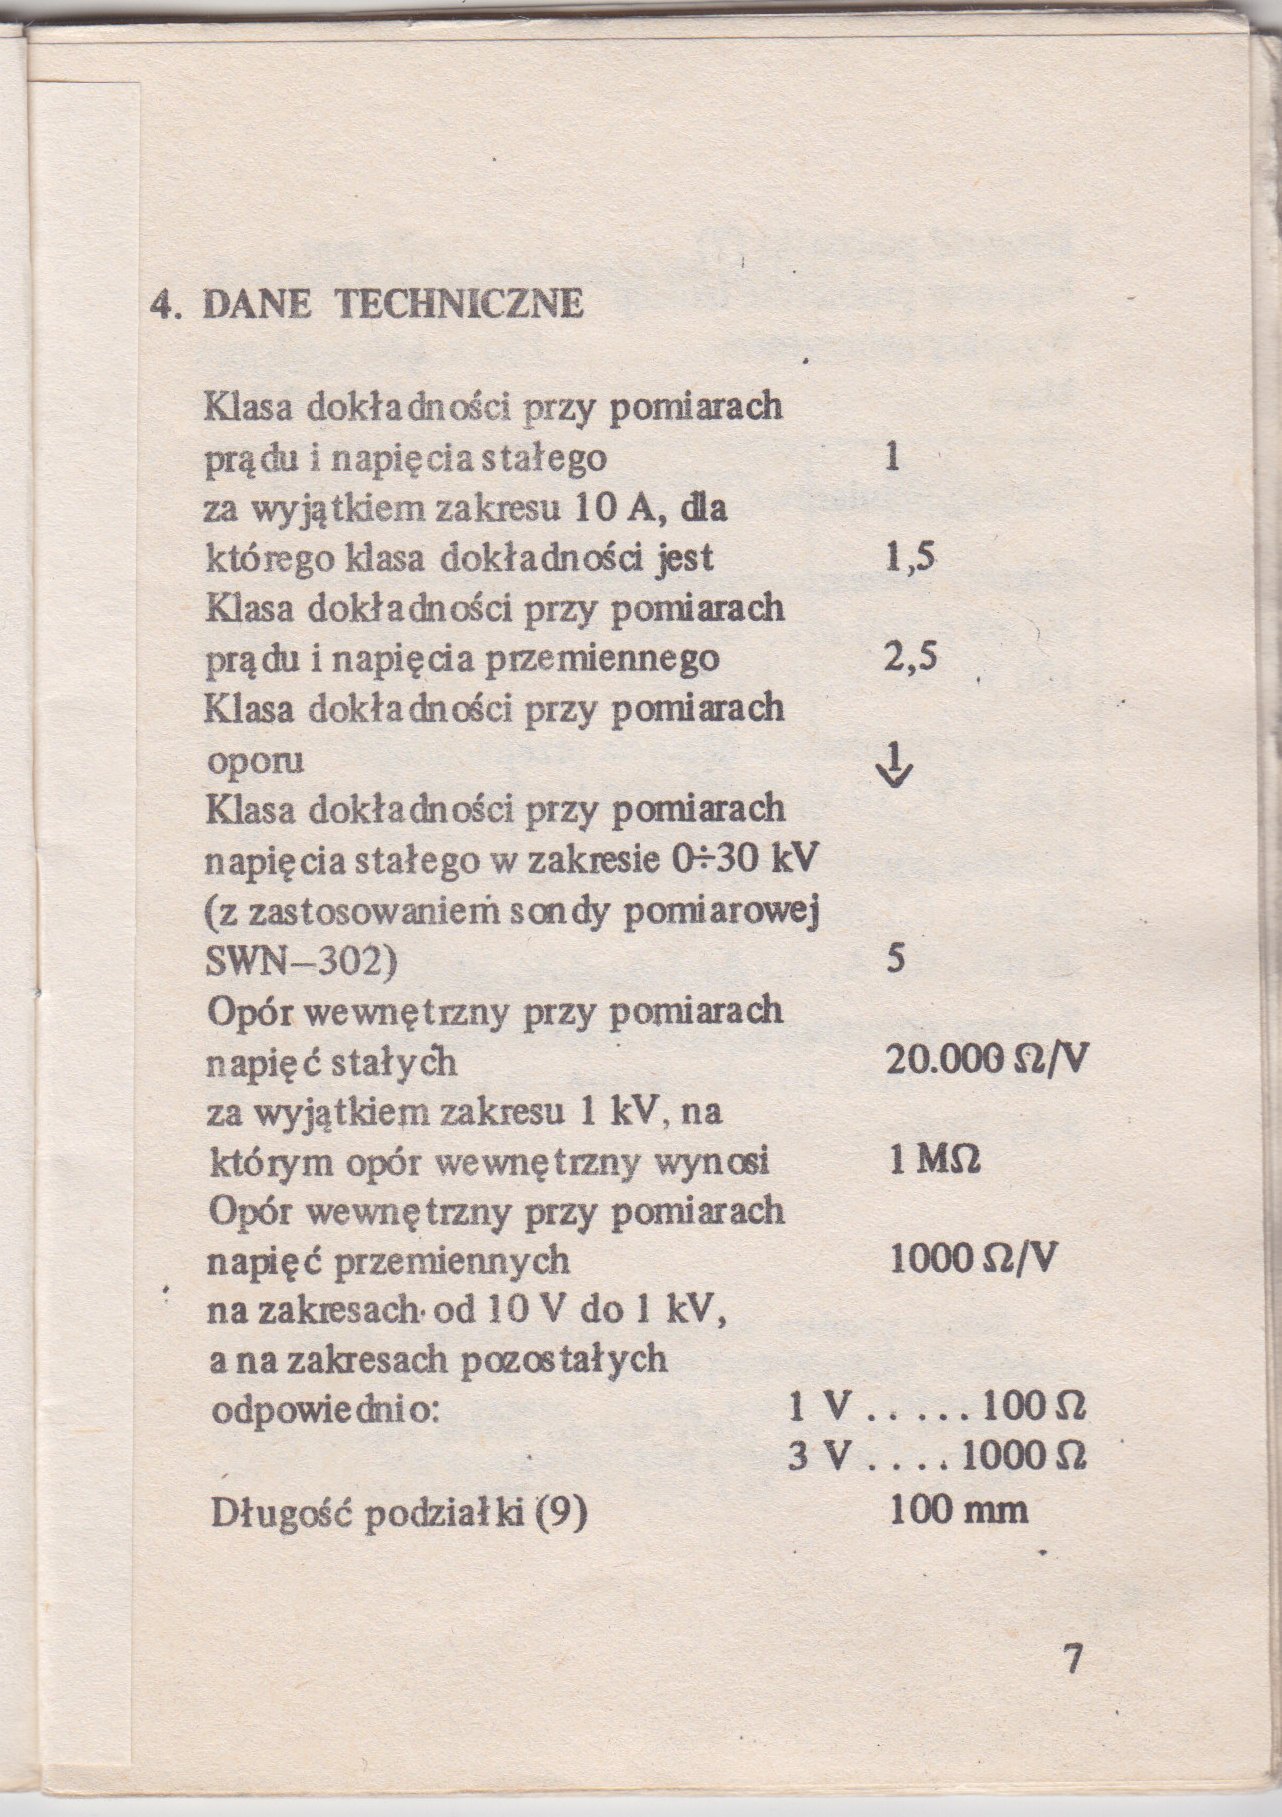 4. DANE TECHNICZNE
Klasa dokładności przy pomiarach
prądu i napięcia stałego 1
za wyjątkiem zakresu 10 A, dla
którego klasa dokładności jest 1,5
Klasa dokładności przy pomiarach
prądu i napięcia przemiennego 2,5
Klasa dokładności przy pomiarach
oporu 1
Klasa dokładności przy pomiarach
napięcia stałego w zakresie 0÷30 kV
(z zastosowaniem sondy pomiarowej
SWN–302) 5
Opór wewnętrzny przy pomiarach
napięć stałych 20.000 Ω/V
za wyjątkiem zakresu 1 kV, na
którym opór wewnętrzny wynosi 1 MΩ
Opór wewnętrzny przy pomiarach
napięć przemiennych 1000 Ω/V
na zakresach od 10 V do 1 kV,
a na zakresach pozostałych
odpowiednio: 1 V . . . . . . 100 Ω
3 V . . . . 1000 Ω
Długość podziałki (9) 100 mm
7